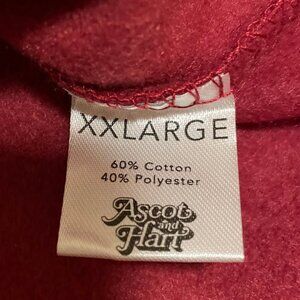 XXLARGE
60% Cotton
40% Polyester
Ascot
and
Hart